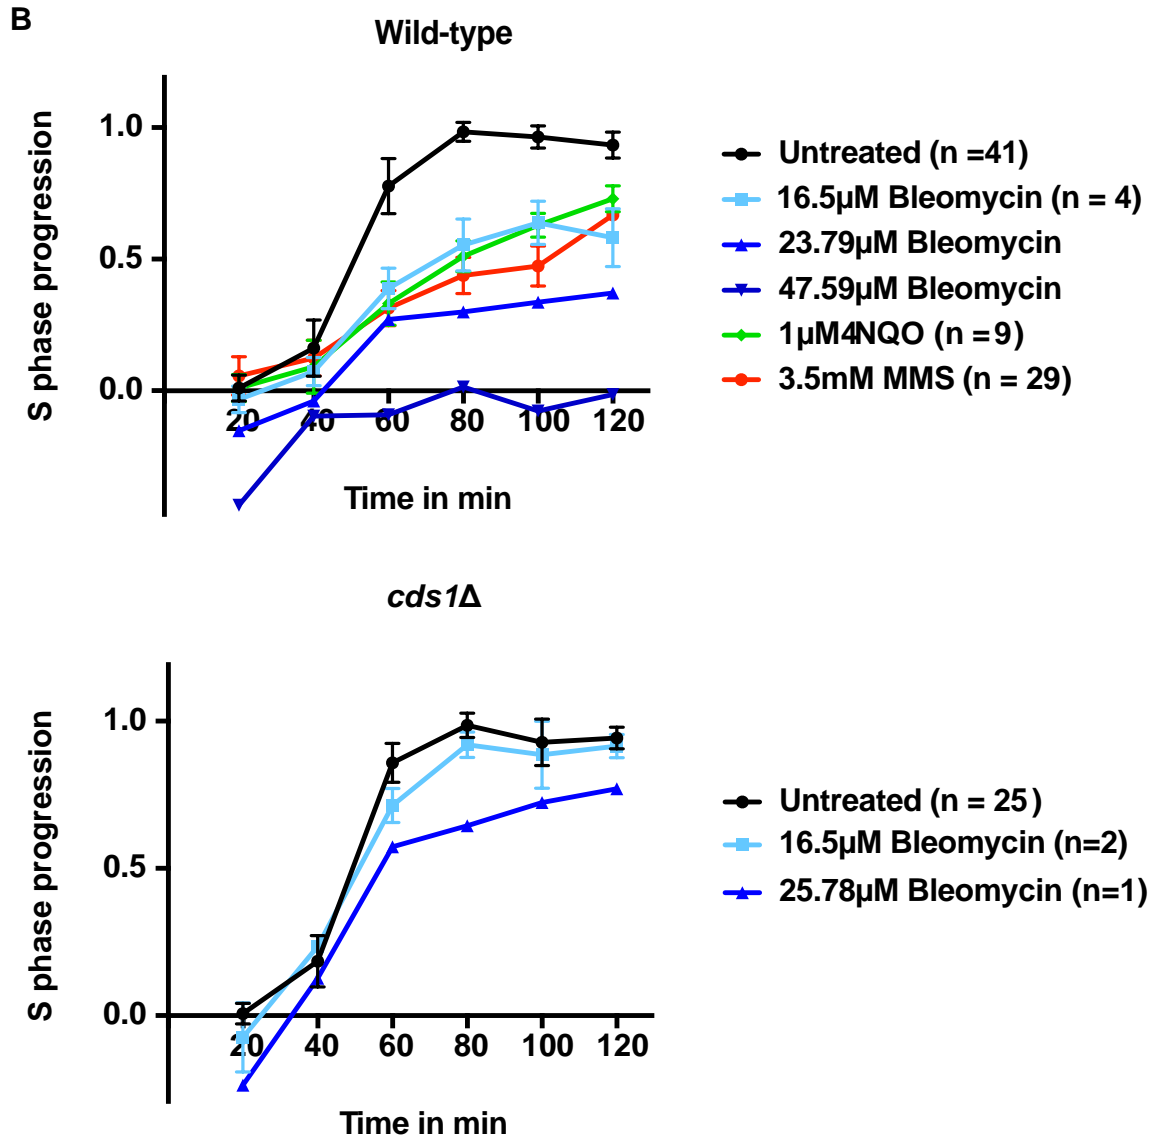 B
Wild-type
S phase progression
1.0
0.5
0.0
20 40 60 80 100 120
Time in min
Untreated (n =41)
16.5µM Bleomycin (n = 4)
23.79µM Bleomycin
47.59µM Bleomycin
1µM4NQO (n = 9)
3.5mM MMS (n = 29)
cds1Δ
S phase progression
1.0
0.5
0.0
20 40 60 80 100 120
Time in min
Untreated (n = 25 )
16.5µM Bleomycin (n=2)
25.78µM Bleomycin (n=1)